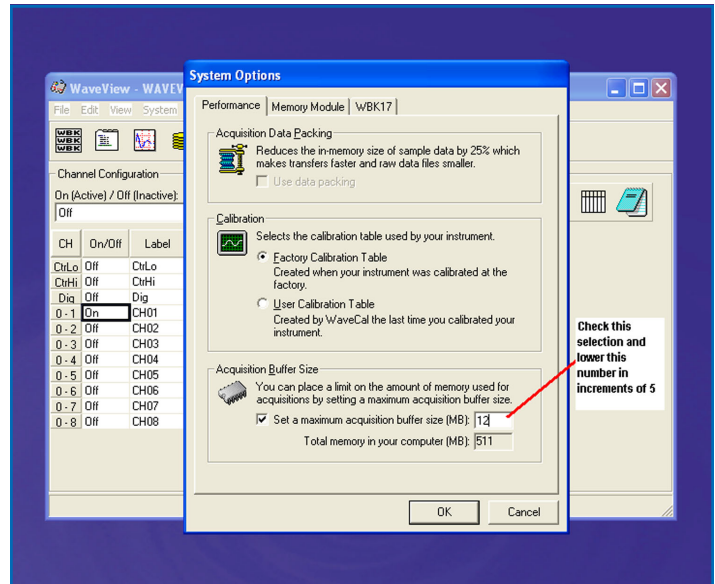 WaveView - WAVEV
File Edit View System
WBK
WBK
WBK
Channel Configuration
On (Active) / Off (Inactive):
Off
CH On/Off Label
CtrLo Off CtrLo
CtrHi Off CtrHi
Dig Off Dig
0 - 1 On CH01
0 - 2 Off CH02
0 - 3 Off CH03
0 - 4 Off CH04
0 - 5 Off CH05
0 - 6 Off CH06
0 - 7 Off CH07
0 - 8 Off CH08
System Options
Performance Memory Module WBK17
Acquisition Data Packing
Reduces the in-memory size of sample data by 25% which
makes transfers faster and raw data files smaller.
Use data packing
Calibration
Selects the calibration table used by your instrument.
Factory Calibration Table
Created when your instrument was calibrated at the
factory.
User Calibration Table
Created by WaveCal the last time you calibrated your
instrument.
Acquisition Buffer Size
You can place a limit on the amount of memory used for
acquisitions by setting a maximum acquisition buffer size.
Set a maximum acquisition buffer size (MB): 12
Total memory in your computer (MB): 511
OK Cancel
Check this
selection and
lower this
number in
increments of 5